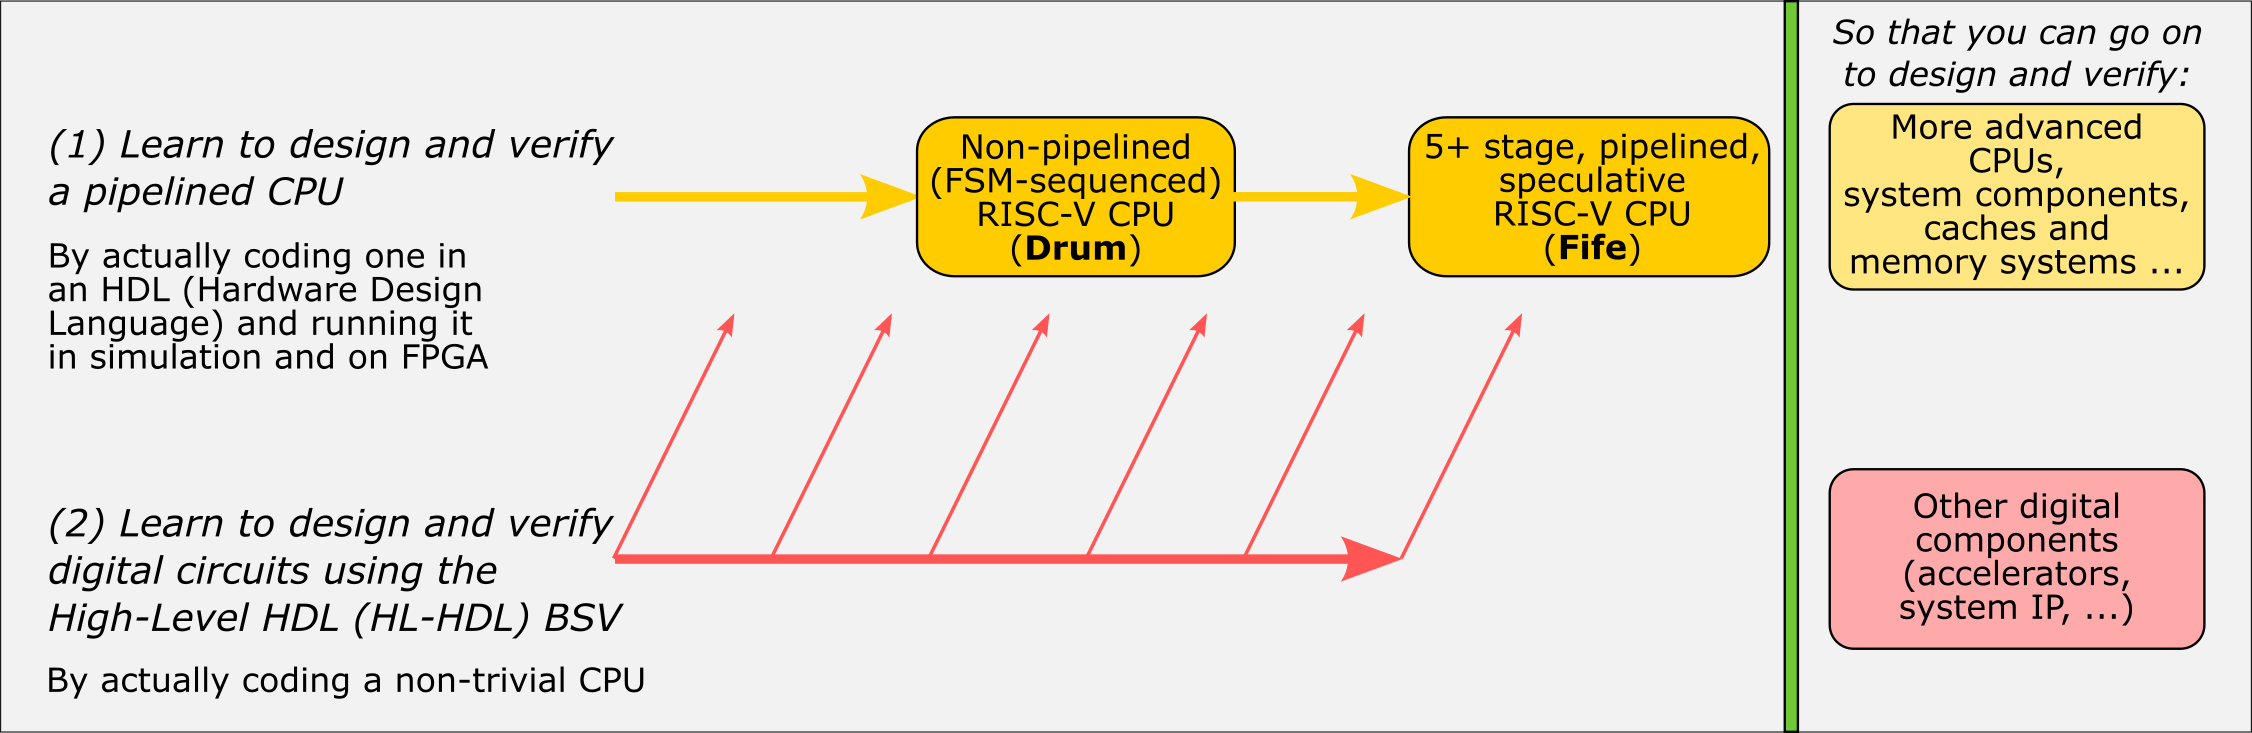 (1) Learn to design and verify
a pipelined CPU
By actually coding one in
an HDL (Hardware Design
Language) and running it
in simulation and on FPGA
Non-pipelined
(FSM-sequenced)
RISC-V CPU
(Drum)
5+ stage, pipelined,
speculative
RISC-V CPU
(Fife)
(2) Learn to design and verify
digital circuits using the
High-Level HDL (HL-HDL) BSV
By actually coding a non-trivial CPU
So that you can go on
to design and verify:
More advanced
CPUs,
system components,
caches and
memory systems ...
Other digital
components
(accelerators,
system IP, ...)